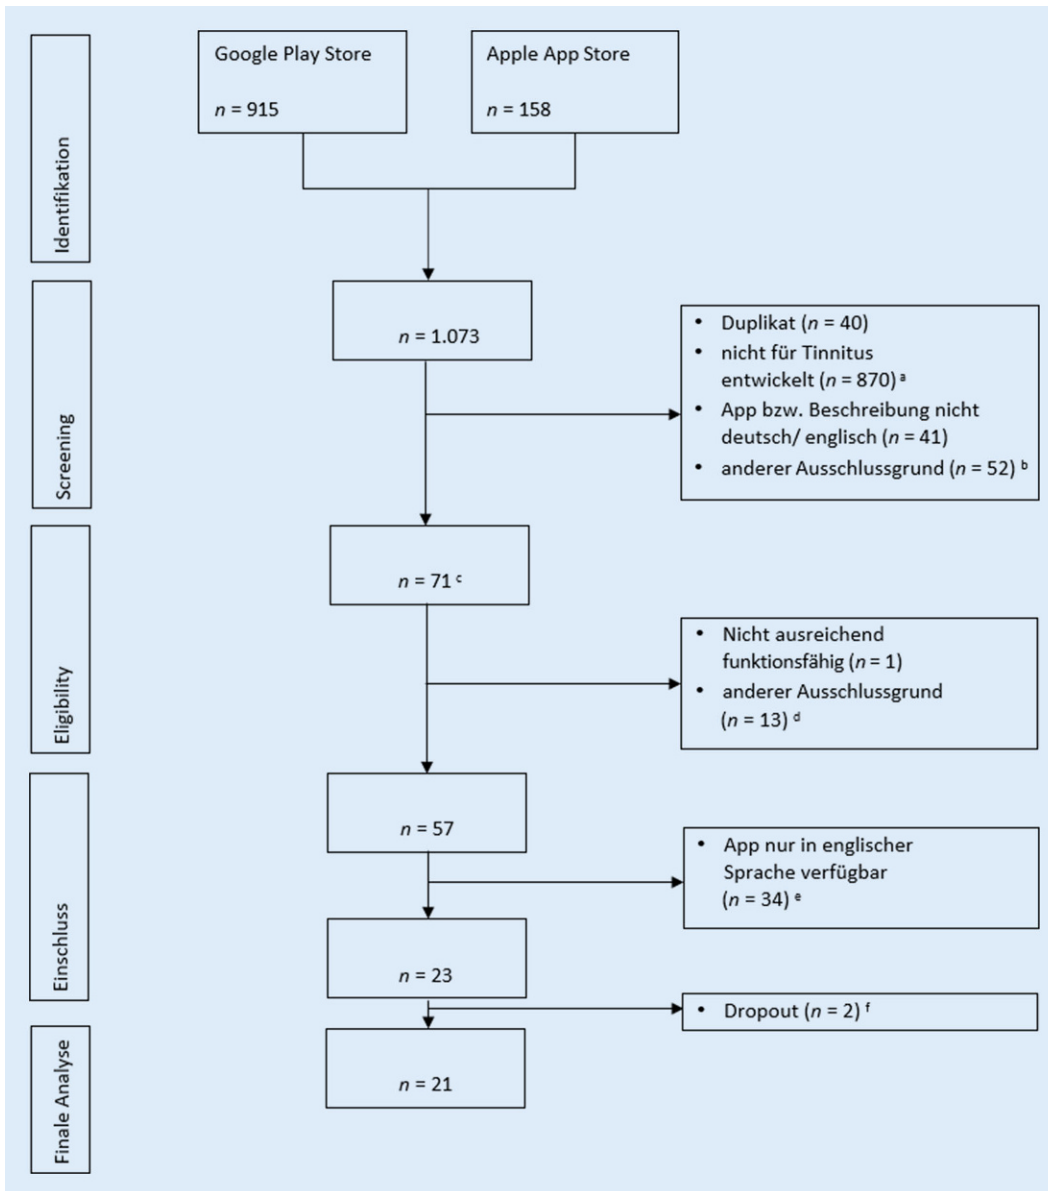 Google Play Store
n = 915
Apple App Store
n = 158
Identifikation
n = 1.073
Screening
• Duplikat (n = 40)
• nicht für Tinnitus
entwickelt (n = 870) ᵃ
• App bzw. Beschreibung nicht
deutsch/ englisch (n = 41)
• anderer Ausschlussgrund (n = 52) ᵇ
n = 71 ᶜ
Eligibility
• Nicht ausreichend
funktionsfähig (n = 1)
• anderer Ausschlussgrund
(n = 13) ᵈ
n = 57
Einschluss
• App nur in englischer
Sprache verfügbar
(n = 34) ᵉ
n = 23
• Dropout (n = 2) ᶠ
Finale Analyse
n = 21